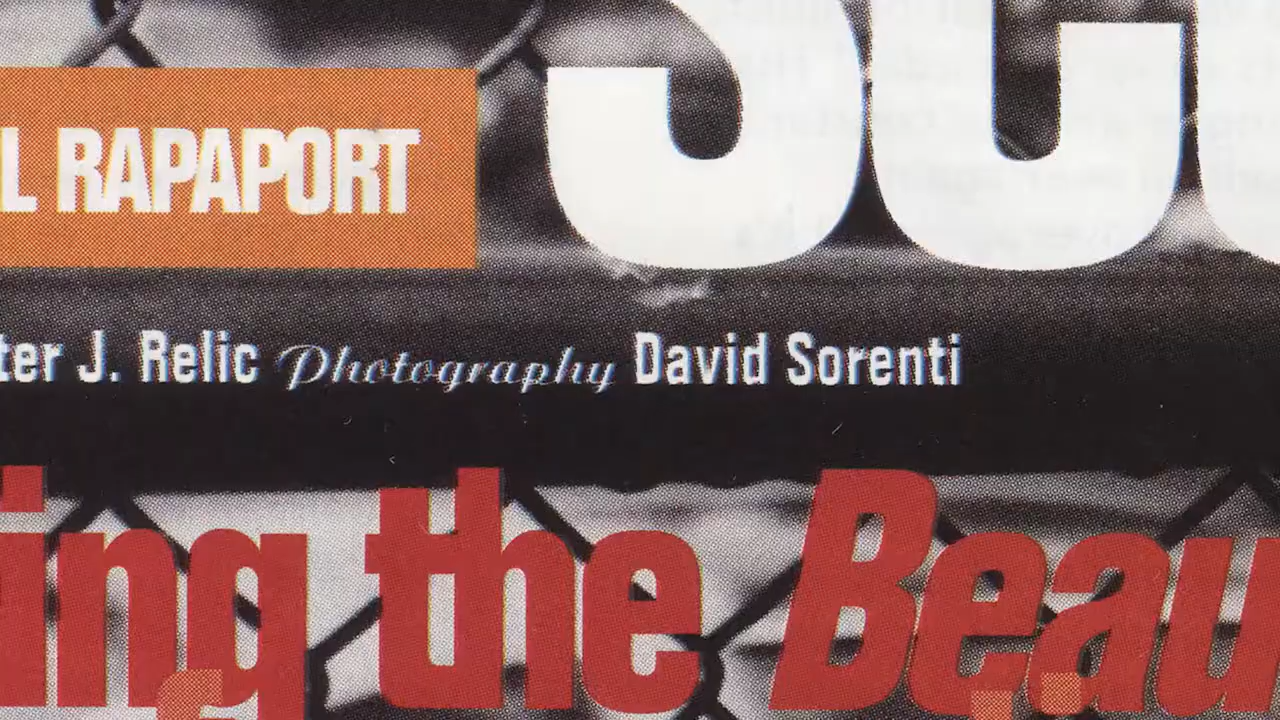 L RAPAPORT
ter J. Relic Photography David Sorenti
ing the Beau